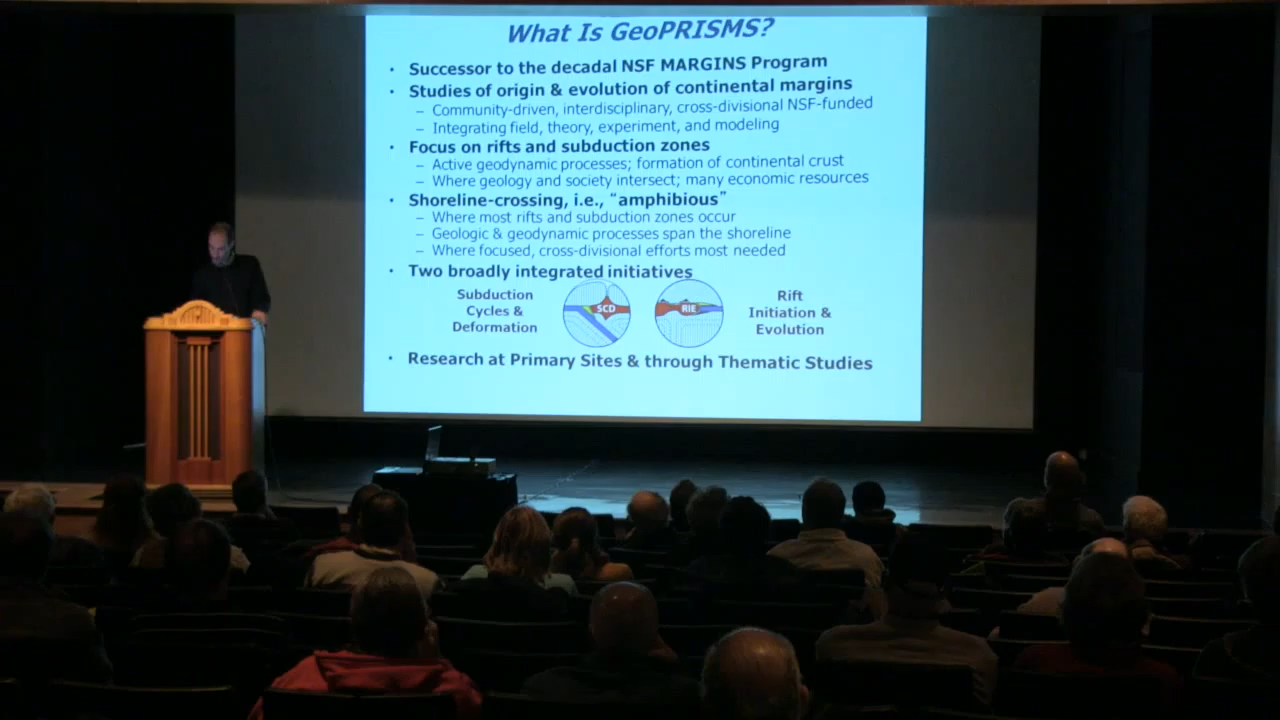 What Is GeoPRISMS?
· Successor to the decadal NSF MARGINS Program
· Studies of origin & evolution of continental margins
– Community-driven, interdisciplinary, cross-divisional NSF-funded
– Integrating field, theory, experiment, and modeling
· Focus on rifts and subduction zones
– Active geodynamic processes; formation of continental crust
– Where geology and society intersect; many economic resources
· Shoreline-crossing, i.e., “amphibious”
– Where most rifts and subduction zones occur
– Geologic & geodynamic processes span the shoreline
– Where focused, cross-divisional efforts most needed
· Two broadly integrated initiatives
Subduction
Cycles &
Deformation
SCD
RIE
Rift
Initiation &
Evolution
· Research at Primary Sites & through Thematic Studies